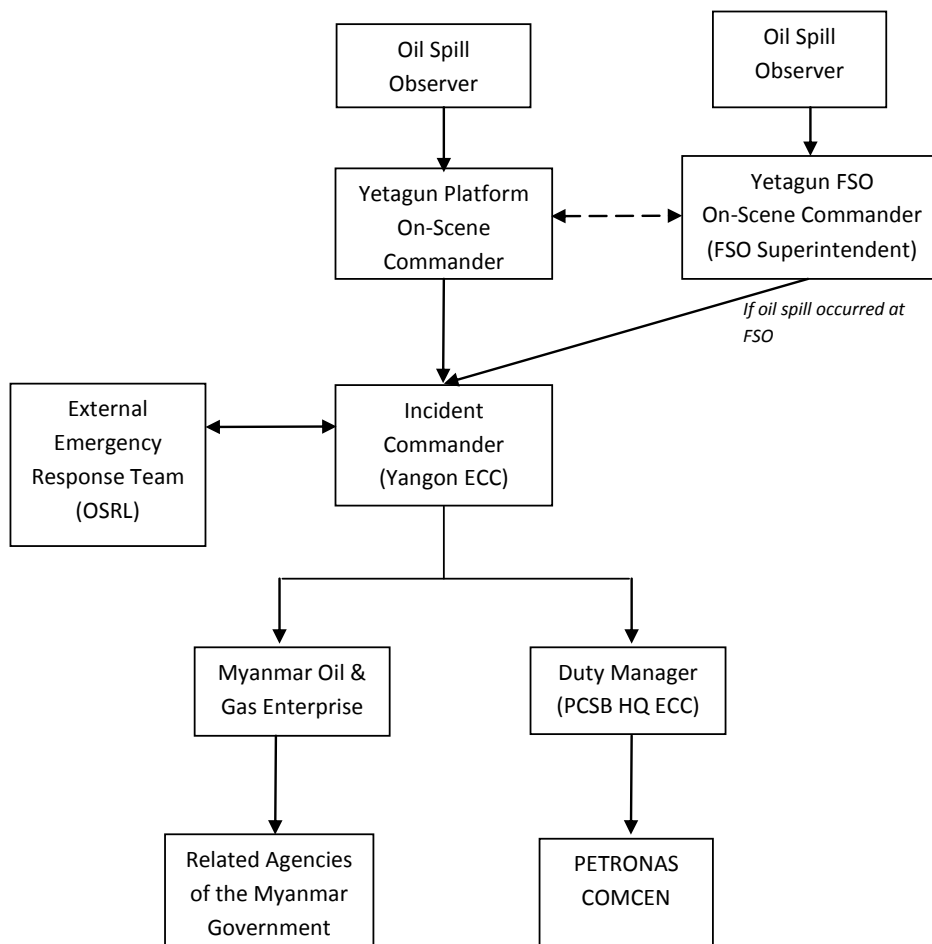 Oil Spill
Observer
Oil Spill
Observer
Yetagun Platform
On-Scene
Commander
Yetagun FSO
On-Scene Commander
(FSO Superintendent)
If oil spill occurred at
FSO
External
Emergency
Response Team
(OSRL)
Incident
Commander
(Yangon ECC)
Myanmar Oil &
Gas Enterprise
Duty Manager
(PCSB HQ ECC)
Related Agencies
of the Myanmar
Government
PETRONAS
COMCEN